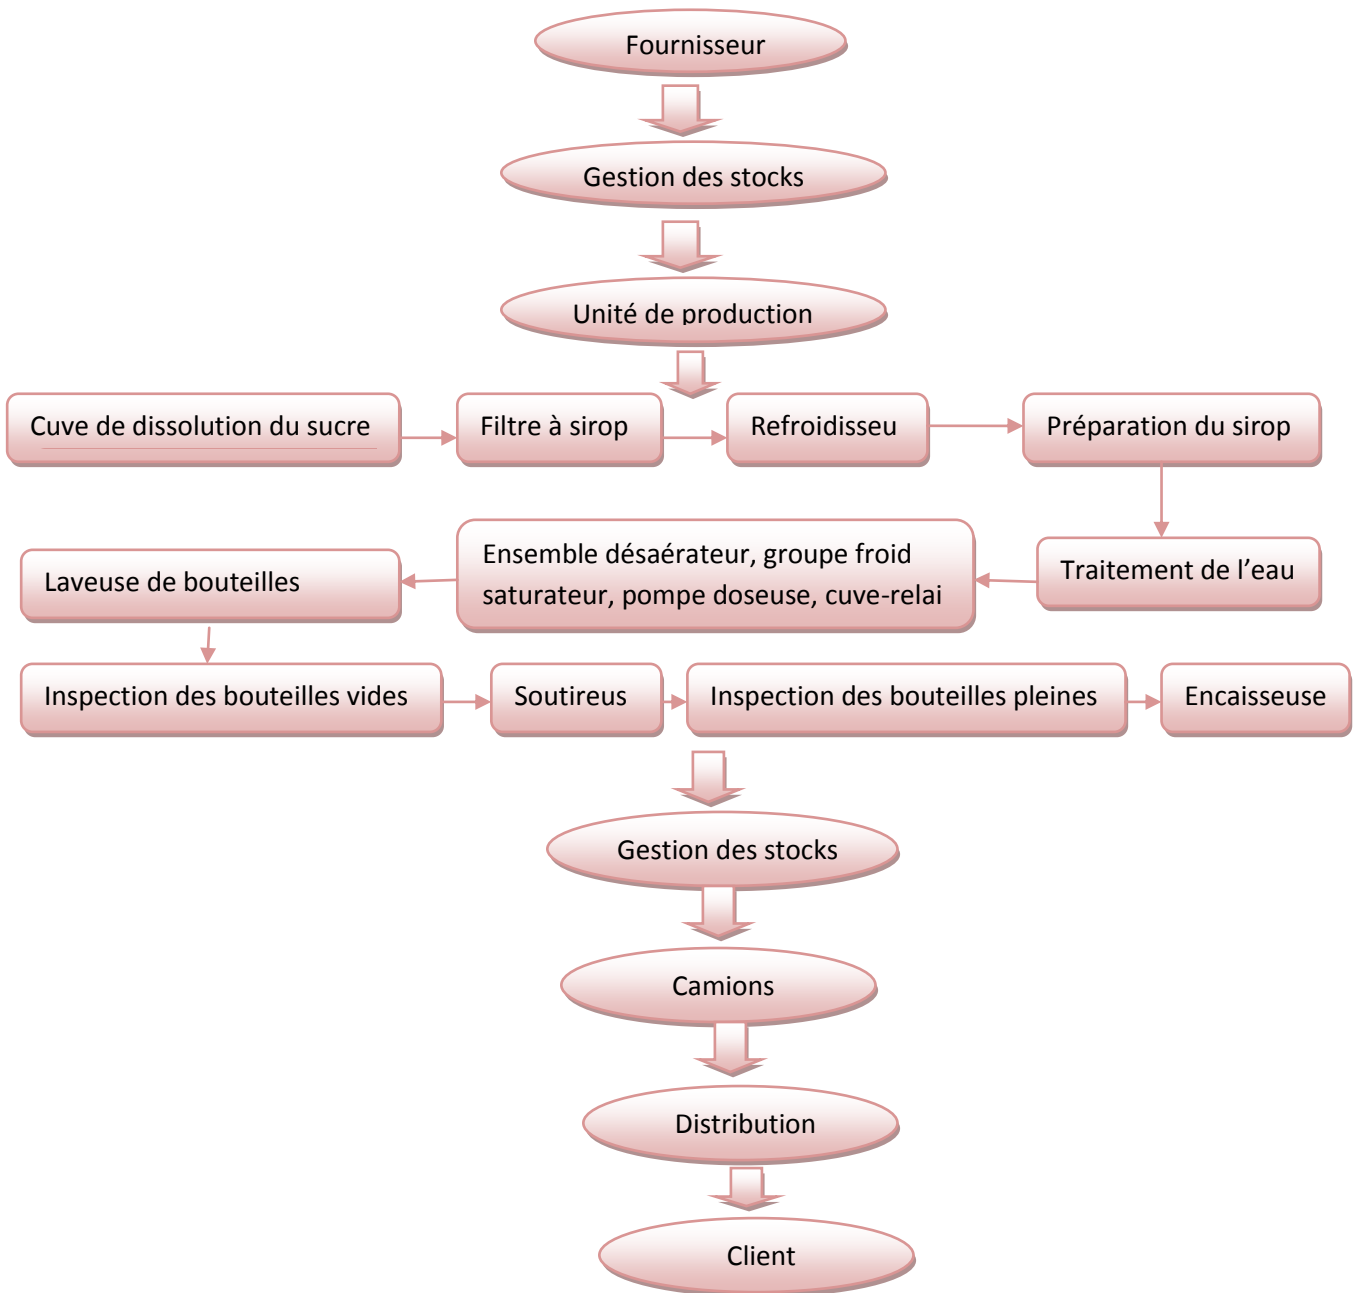 Fournisseur
Gestion des stocks
Unité de production
Cuve de dissolution du sucre
Filtre à sirop
Refroidisseu
Préparation du sirop
Traitement de l’eau
Ensemble désaérateur, groupe froid
saturateur, pompe doseuse, cuve-relai
Laveuse de bouteilles
Inspection des bouteilles vides
Soutireus
Inspection des bouteilles pleines
Encaisseuse
Gestion des stocks
Camions
Distribution
Client